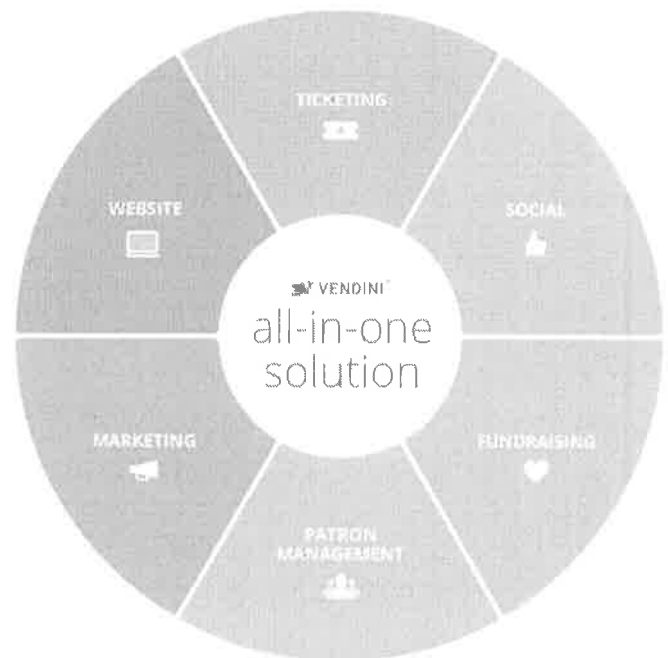 TICKETING
SOCIAL
FUNDRAISING
PATRON
MANAGEMENT
MARKETING
WEBSITE
VENDINI
all-in-one
solution